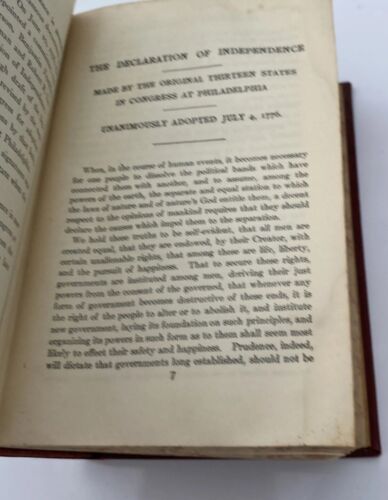 THE DECLARATION OF INDEPENDENCE
MADE BY THE ORIGINAL THIRTEEN STATES
IN CONGRESS AT PHILADELPHIA
UNANIMOUSLY ADOPTED JULY 4, 1776.
When, in the course of human events, it becomes necessary
for one people to dissolve the political bands which have
connected them with another, and to assume, among the
powers of the earth, the separate and equal station to which
the laws of nature and of nature's God entitle them, a decent
respect to the opinions of mankind requires that they should
declare the causes which impel them to the separation.
We hold these truths to be self-evident, that all men are
created equal; that they are endowed, by their Creator, with
certain unalienable rights, that among these are life, liberty,
and the pursuit of happiness. That to secure these rights,
governments are instituted among men, deriving their just
powers from the consent of the governed, that whenever any
form of government becomes destructive of these ends, it is
the right of the people to alter or to abolish it, and institute
new government, laying its foundation on such principles, and
organizing its powers in such form as to them shall seem most
likely to effect their safety and happiness. Prudence, indeed,
will dictate that governments long established, should not be
7